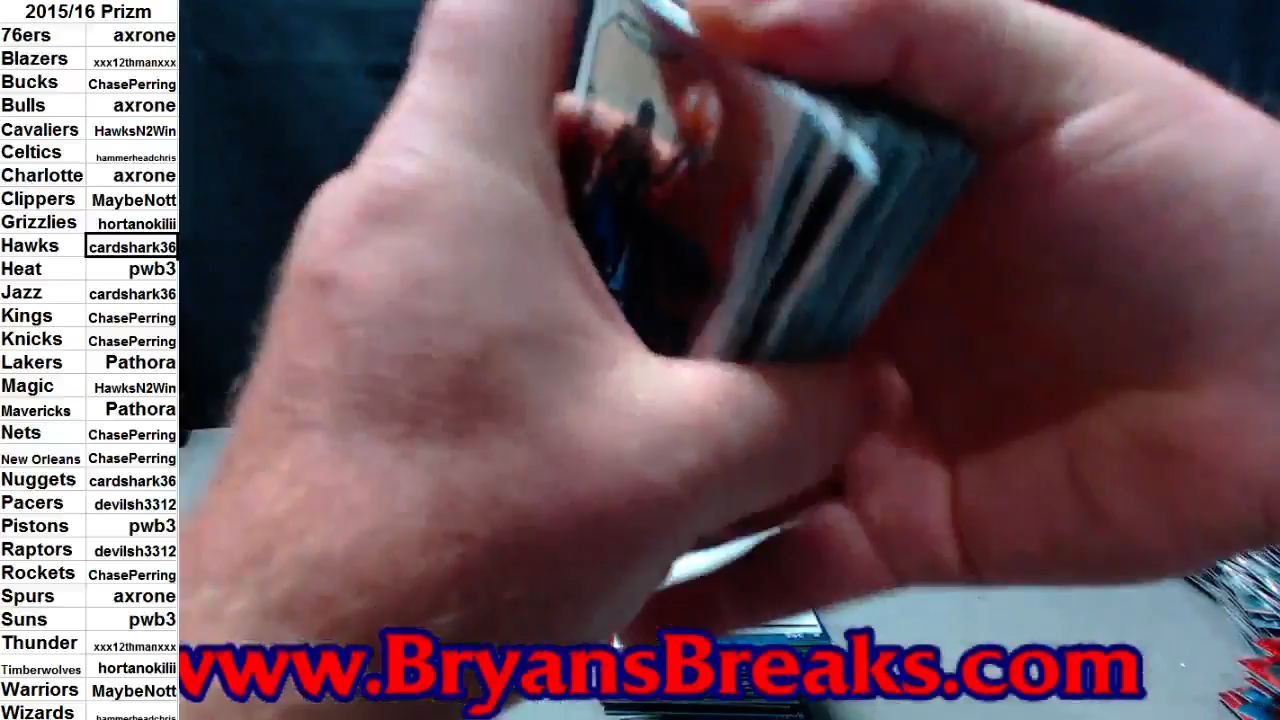 2015/16 Prizm
76ers axrone
Blazers xxx12thmanxxx
Bucks ChasePerring
Bulls axrone
Cavaliers HawksN2Win
Celtics hammerheadchris
Charlotte axrone
Clippers MaybeNott
Grizzlies hortanokilii
Hawks cardshark36
Heat pwb3
Jazz cardshark36
Kings ChasePerring
Knicks ChasePerring
Lakers Pathora
Magic HawksN2Win
Mavericks Pathora
Nets ChasePerring
New Orleans ChasePerring
Nuggets cardshark36
Pacers devilsh3312
Pistons pwb3
Raptors devilsh3312
Rockets ChasePerring
Spurs axrone
Suns pwb3
Thunder xxx12thmanxxx
Timberwolves hortanokilii
Warriors MaybeNott
Wizards hammerheadchris
www.BryansBreaks.com